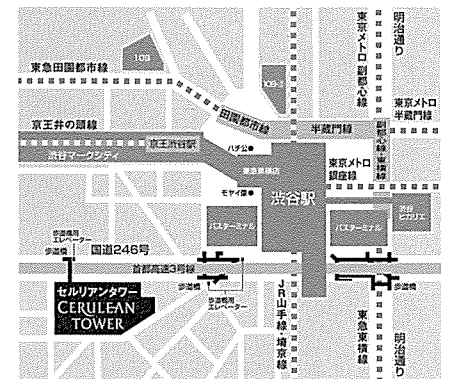 109
109-2
東急田園都市線
田園都市線
東京メトロ 副都心線
明治通り
東京メトロ
半蔵門線
半蔵門線
副都心線・東横線
京王井の頭線
京王渋谷駅
渋谷マークシティ
ハチ公●
東急東横店
モヤイ像●
渋谷駅
東京メトロ
銀座線
渋谷
ヒカリエ
バスターミナル
バスターミナル
歩道橋用
エレベーター
歩道橋
国道246号
首都高速3号線
セルリアンタワー
CERULEAN
TOWER
歩道橋
歩道橋用
エレベーター
歩道橋
JR山手線・埼京線
東急東横線
明治通り